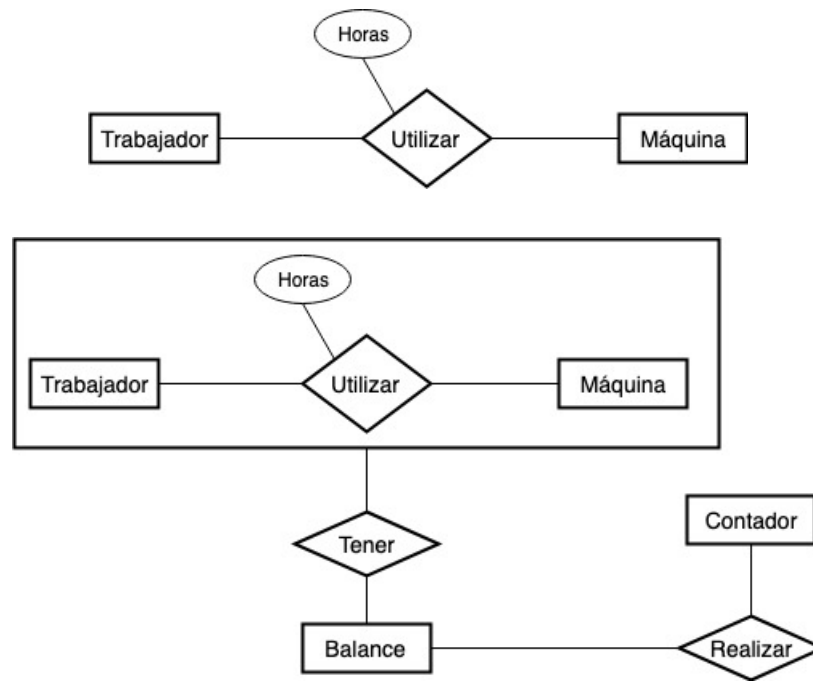 Horas
Trabajador
Utilizar
Máquina
Horas
Trabajador
Utilizar
Máquina
Tener
Contador
Balance
Realizar